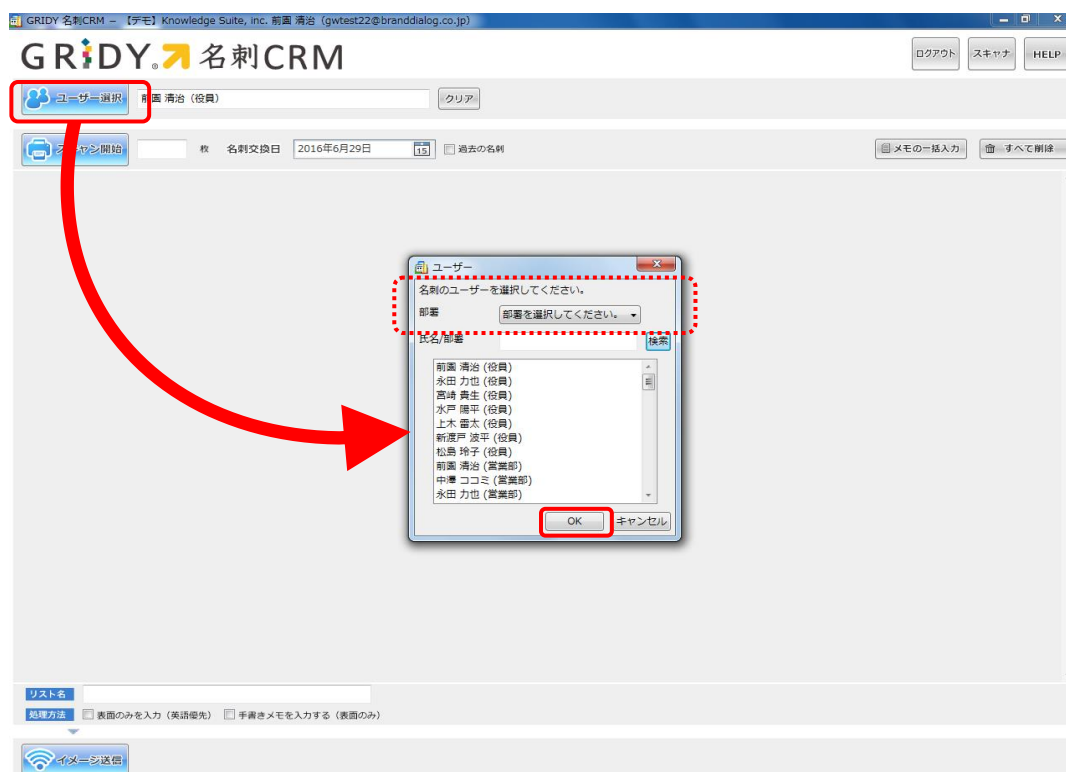 GRIDY 名刺CRM － 【デモ】Knowledge Suite, inc. 前園 清治（gwtest22@branddialog.co.jp）
GRiDY 名刺CRM
ログアウト スキャナ HELP
ユーザー選択 前園 清治（役員） クリア
スキャン開始 枚 名刺交換日 2016年6月29日 15 過去の名刺 メモの一括入力 すべて削除
ユーザー
名刺のユーザーを選択してください。
部署 部署を選択してください。
氏名/部署 検索
前園 清治 (役員)
永田 力也 (役員)
宮崎 貴生 (役員)
水戸 陽平 (役員)
上木 雷太 (役員)
新渡戸 波平 (役員)
松島 玲子 (役員)
前園 清治 (営業部)
中澤 ココミ (営業部)
永田 力也 (営業部)
OK キャンセル
リスト名
処理方法 表面のみを入力（英語優先） 手書きメモを入力する（表面のみ）
イメージ送信